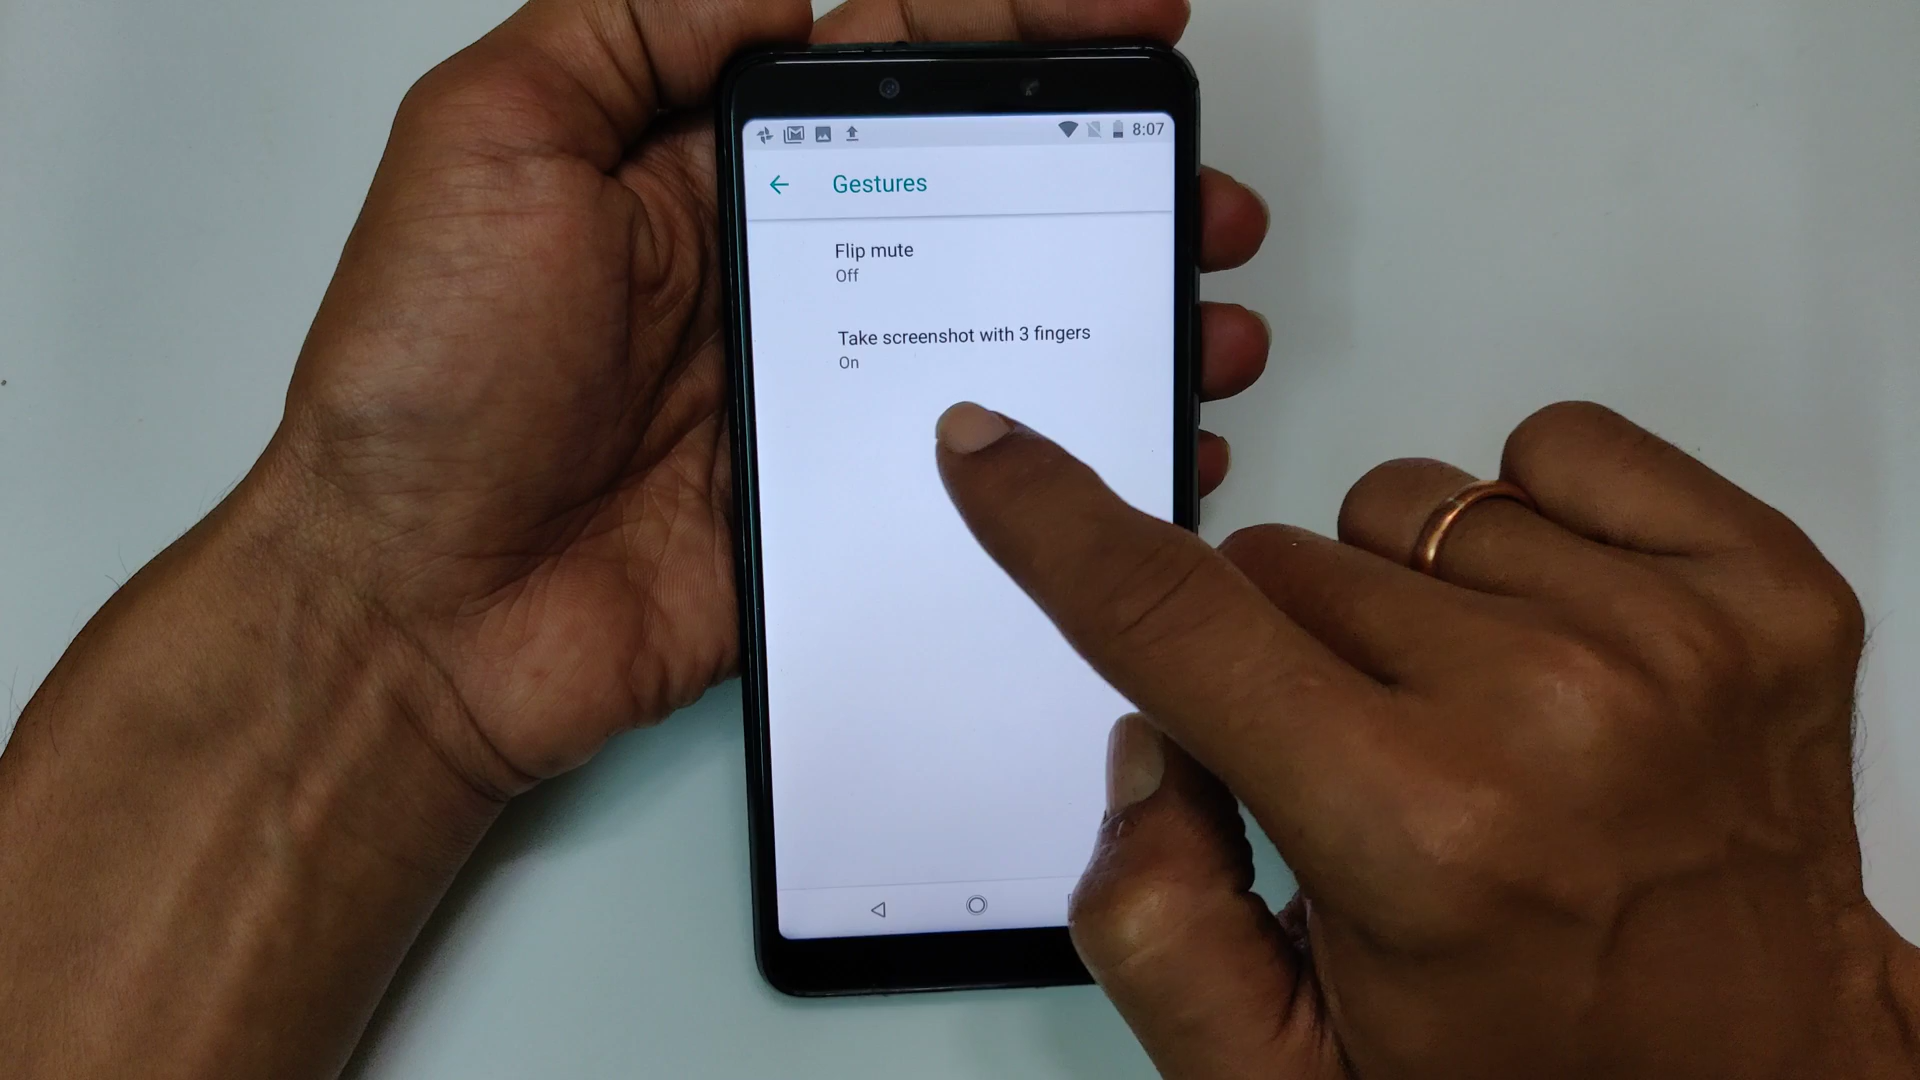 8:07
Gestures
Flip mute
Off
Take screenshot with 3 fingers
On